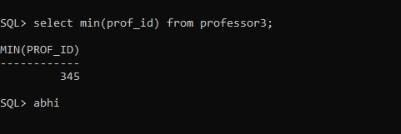 SQL> select min(prof_id) from professor3;
MIN(PROF_ID)
------------
345
SQL> abhi